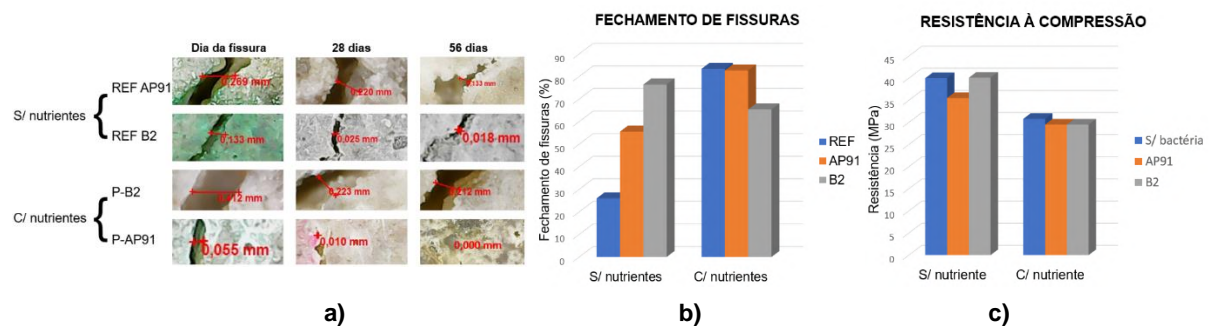 Dia da fissura 28 dias 56 dias
S/ nutrientes
REF AP91
0,269 mm 0,220 mm 0,133 mm
REF B2
0,133 mm 0,025 mm 0,018 mm
C/ nutrientes
P-B2
0,223 mm 0,212 mm
P-AP91
0,055 mm 0,010 mm 0,000 mm
a)
FECHAMENTO DE FISSURAS
Fechamento de fissuras (%)
90
80
70
60
50
40
30
20
10
0
S/ nutrientes C/ nutrientes
REF
AP91
B2
b)
RESISTÊNCIA À COMPRESSÃO
Resistência (MPa)
45
40
35
30
25
20
15
10
5
0
S/ nutriente C/ nutriente
S/ bactéria
AP91
B2
c)